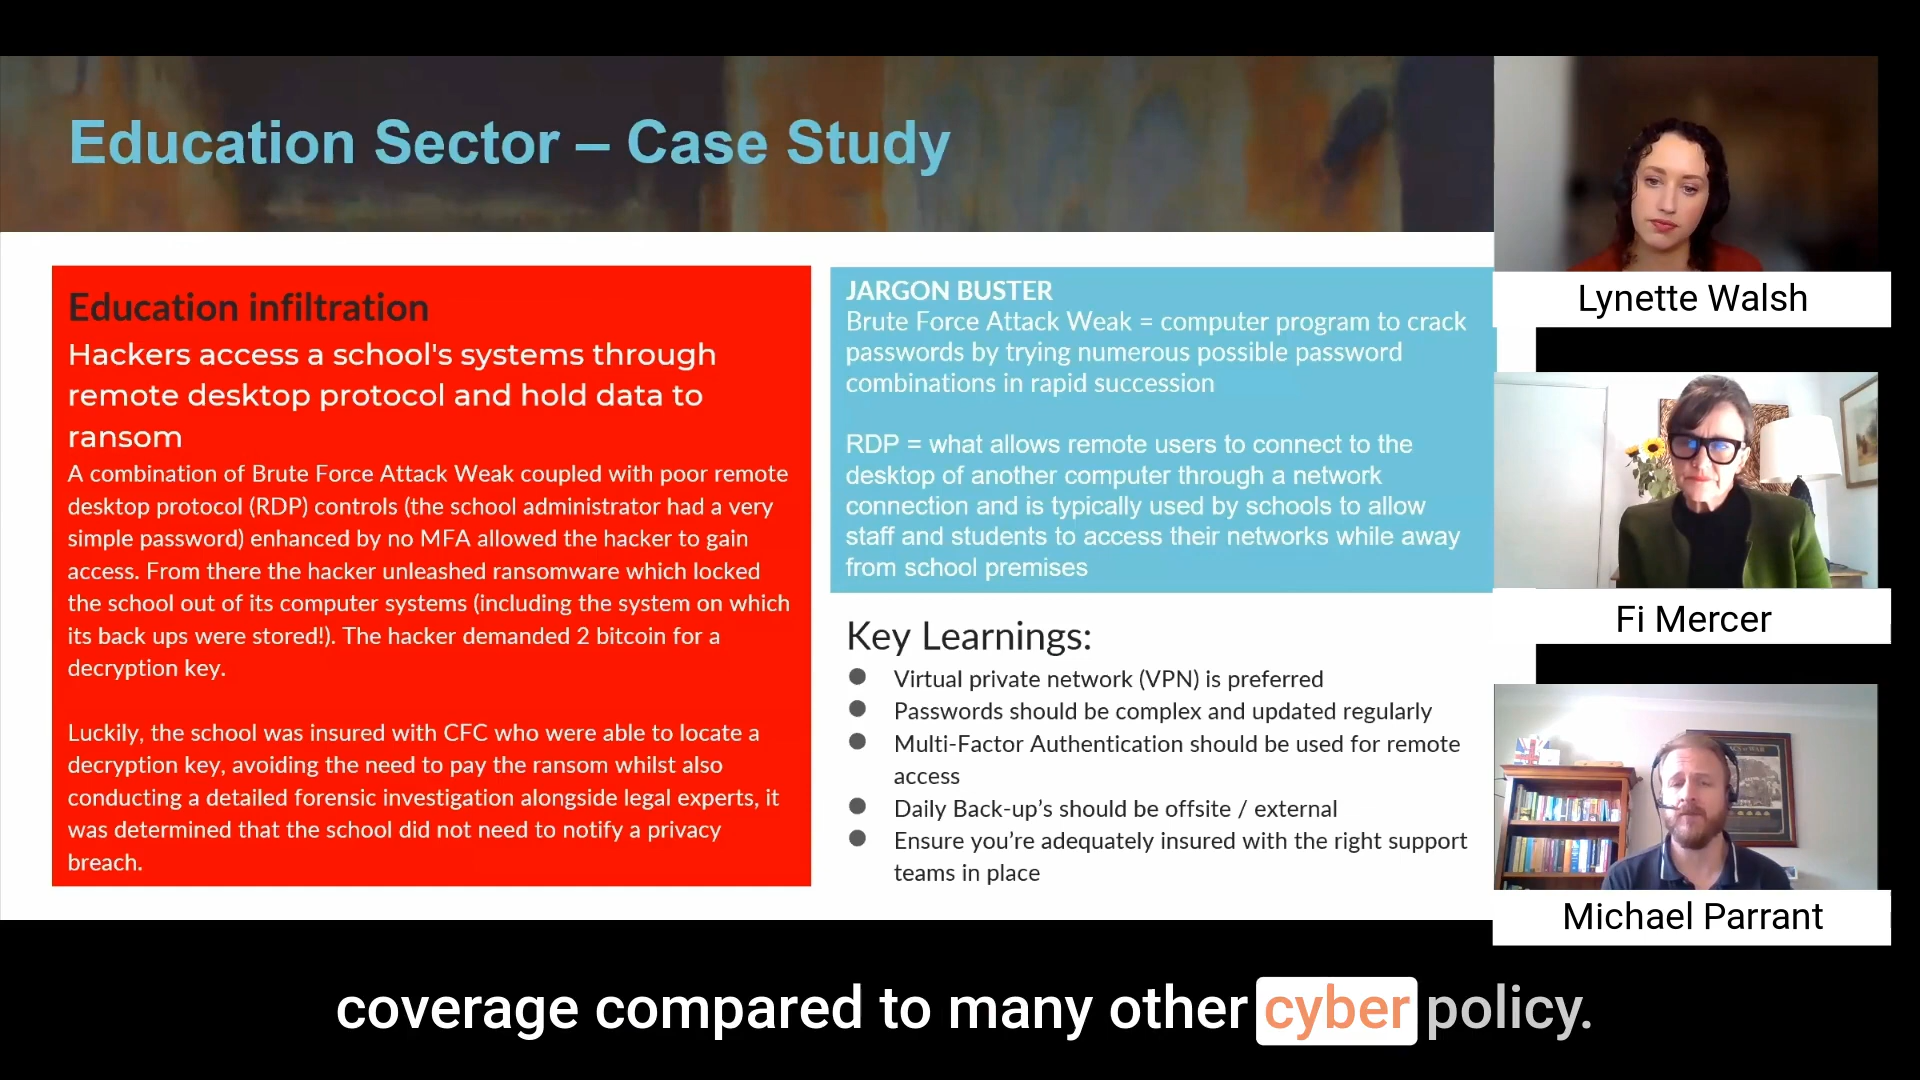 Education Sector – Case Study
Education infiltration
Hackers access a school's systems through
remote desktop protocol and hold data to
ransom
A combination of Brute Force Attack Weak coupled with poor remote
desktop protocol (RDP) controls (the school administrator had a very
simple password) enhanced by no MFA allowed the hacker to gain
access. From there the hacker unleashed ransomware which locked
the school out of its computer systems (including the system on which
its back ups were stored!). The hacker demanded 2 bitcoin for a
decryption key.
Luckily, the school was insured with CFC who were able to locate a
decryption key, avoiding the need to pay the ransom whilst also
conducting a detailed forensic investigation alongside legal experts, it
was determined that the school did not need to notify a privacy
breach.
JARGON BUSTER
Brute Force Attack Weak = computer program to crack
passwords by trying numerous possible password
combinations in rapid succession
RDP = what allows remote users to connect to the
desktop of another computer through a network
connection and is typically used by schools to allow
staff and students to access their networks while away
from school premises
Key Learnings:
● Virtual private network (VPN) is preferred
● Passwords should be complex and updated regularly
● Multi-Factor Authentication should be used for remote
access
● Daily Back-up’s should be offsite / external
● Ensure you’re adequately insured with the right support
teams in place
Lynette Walsh
Fi Mercer
Michael Parrant
coverage compared to many other cyber policy.